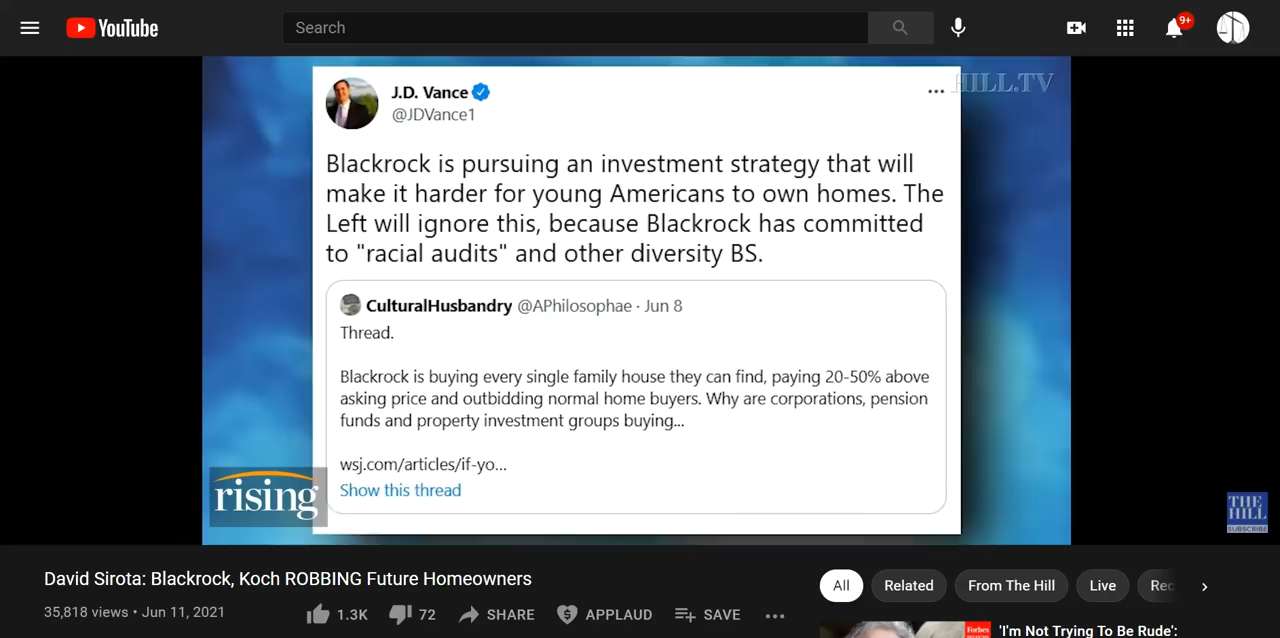 YouTube
Search
9+
HILL.TV
J.D. Vance
@JDVance1
Blackrock is pursuing an investment strategy that will
make it harder for young Americans to own homes. The
Left will ignore this, because Blackrock has committed
to "racial audits" and other diversity BS.
CulturalHusbandry @APhilosophae · Jun 8
Thread.
Blackrock is buying every single family house they can find, paying 20-50% above
asking price and outbidding normal home buyers. Why are corporations, pension
funds and property investment groups buying...
wsj.com/articles/if-yo...
Show this thread
rising
THE
HILL
SUBSCRIBE
David Sirota: Blackrock, Koch ROBBING Future Homeowners
35,818 views • Jun 11, 2021
1.3K 72 SHARE APPLAUD SAVE
All Related From The Hill Live Rec
Forbes
'I'm Not Trying To Be Rude':